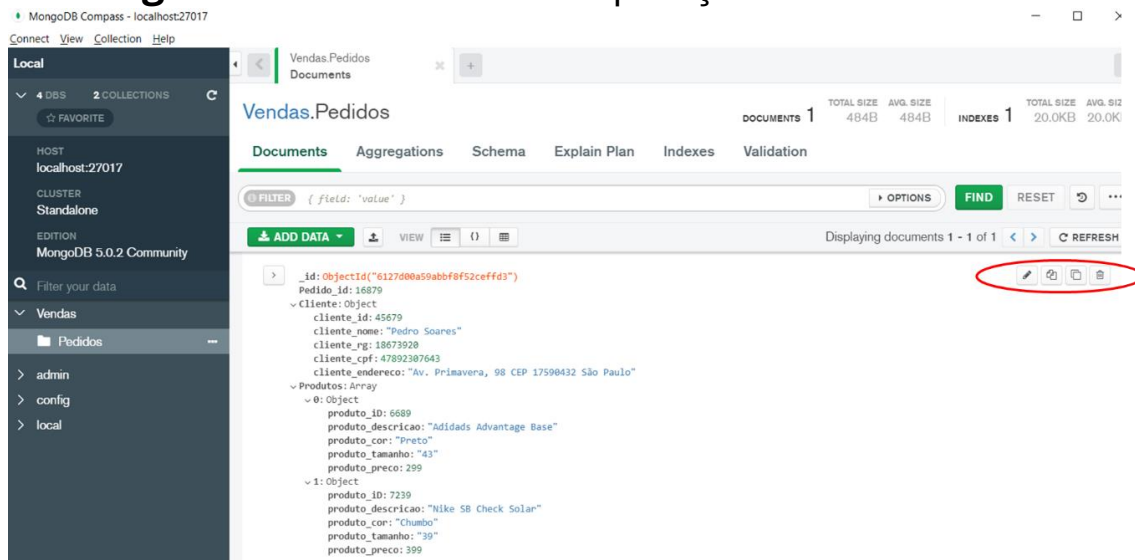 MongoDB Compass - localhost:27017
Connect View Collection Help
Local
Vendas.Pedidos
Documents
4 DBS 2 COLLECTIONS
FAVORITE
HOST
localhost:27017
CLUSTER
Standalone
EDITION
MongoDB 5.0.2 Community
Filter your data
Vendas
Pedidos
admin
config
local
Vendas.Pedidos
DOCUMENTS 1 TOTAL SIZE 484B AVG. SIZE 484B INDEXES 1 TOTAL SIZE 20.0KB AVG. SIZ 20.0K
Documents Aggregations Schema Explain Plan Indexes Validation
FILTER { field: 'value' } OPTIONS FIND RESET
ADD DATA VIEW Displaying documents 1 - 1 of 1 REFRESH
_id: ObjectId("6127d00a59abbf8f52ceffd3")
Pedido_id: 16879
Cliente: Object
cliente_id: 45679
cliente_nome: "Pedro Soares"
cliente_rg: 18673920
cliente_cpf: 47892307643
cliente_endereco: "Av. Primavera, 98 CEP 17590432 São Paulo"
Produtos: Array
0: Object
produto_iD: 6689
produto_descricao: "Adidads Advantage Base"
produto_cor: "Preto"
produto_tamanho: "43"
produto_preco: 299
1: Object
produto_iD: 7239
produto_descricao: "Nike SB Check Solar"
produto_cor: "Chumbo"
produto_tamanho: "39"
produto_preco: 399